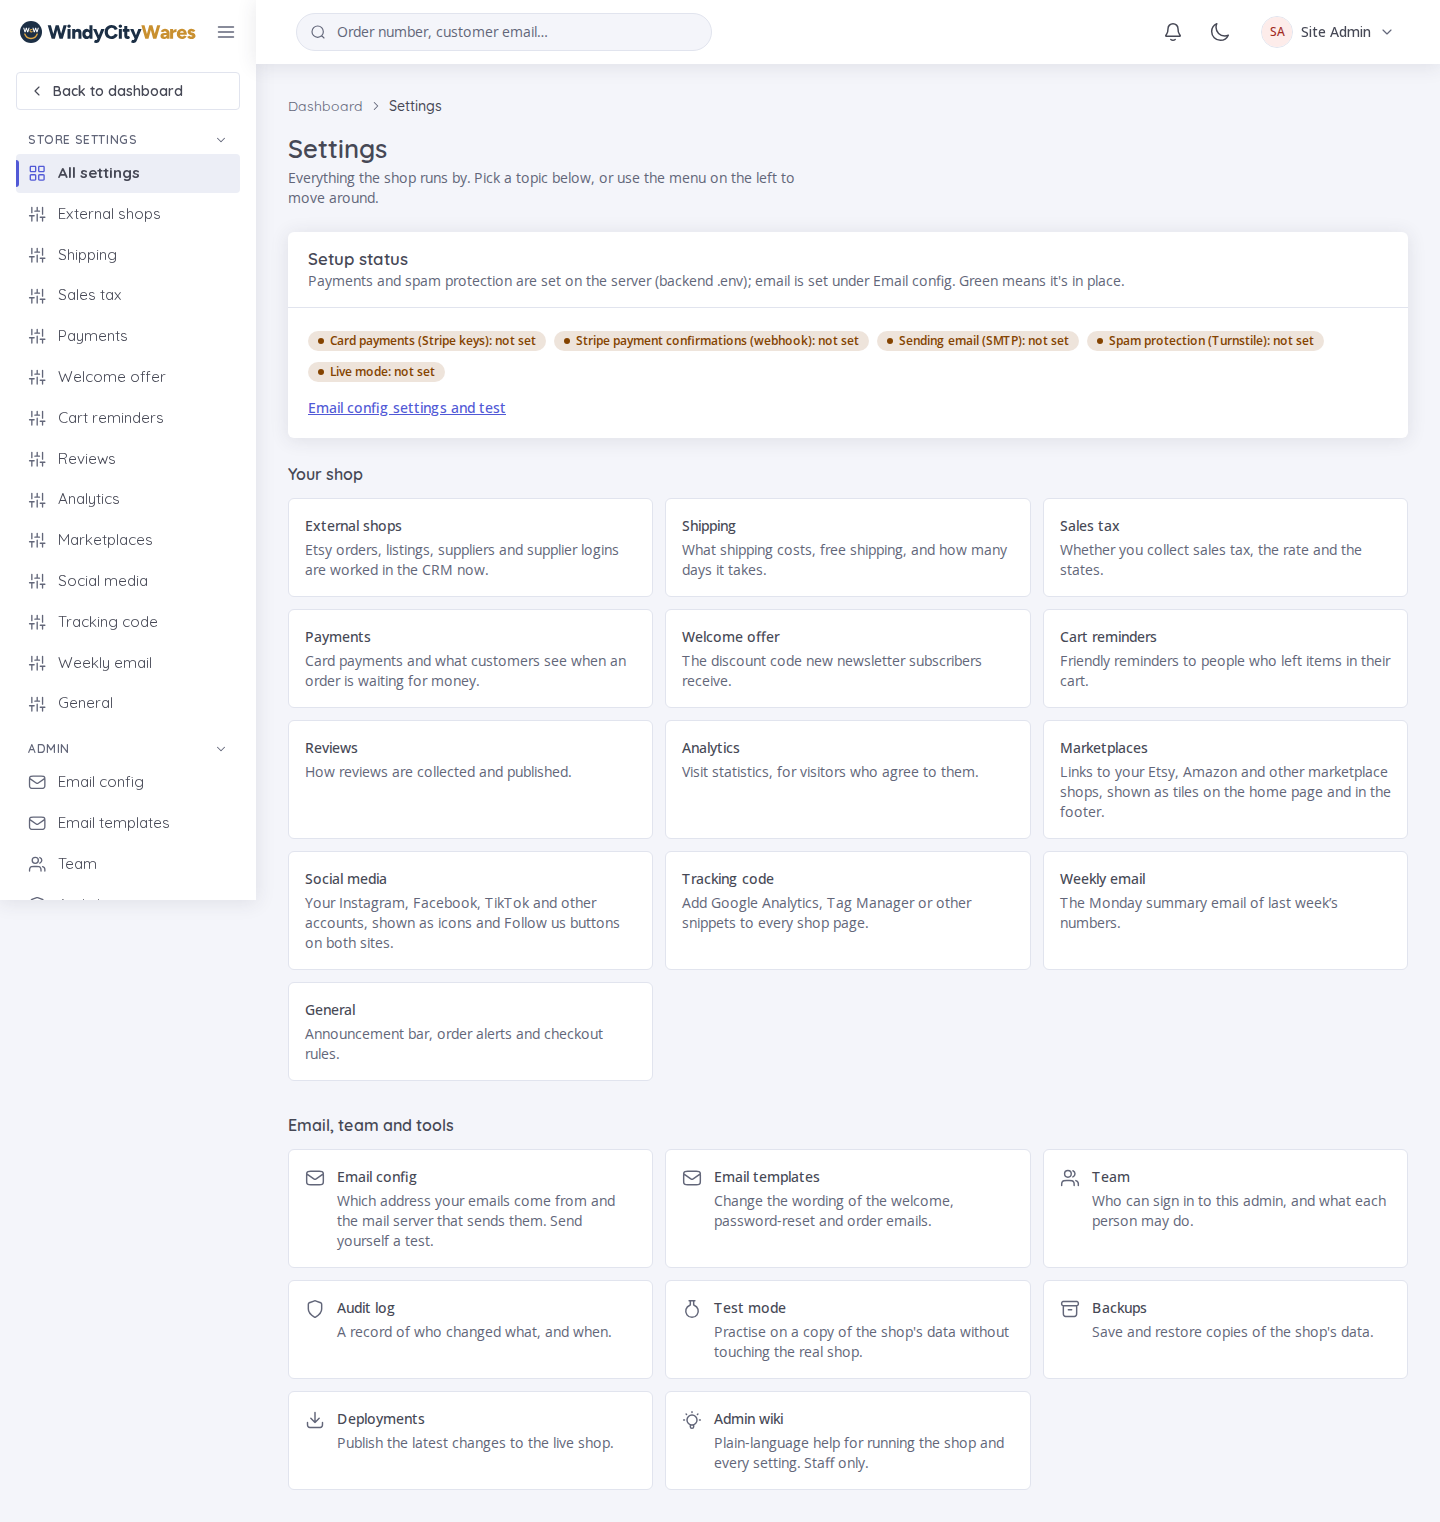 WindyCityWares
Order number, customer email...
SA
Site Admin
Back to dashboard
STORE SETTINGS
All settings
External shops
Shipping
Sales tax
Payments
Welcome offer
Cart reminders
Reviews
Analytics
Marketplaces
Social media
Tracking code
Weekly email
General
ADMIN
Email config
Email templates
Team
Dashboard
Settings
Settings
Everything the shop runs by. Pick a topic below, or use the menu on the left to
move around.
Setup status
Payments and spam protection are set on the server (backend .env); email is set under Email config. Green means it's in place.
Card payments (Stripe keys): not set
Stripe payment confirmations (webhook): not set
Sending email (SMTP): not set
Spam protection (Turnstile): not set
Live mode: not set
Email config settings and test
Your shop
External shops
Etsy orders, listings, suppliers and supplier logins
are worked in the CRM now.
Shipping
What shipping costs, free shipping, and how many
days it takes.
Sales tax
Whether you collect sales tax, the rate and the
states.
Payments
Card payments and what customers see when an
order is waiting for money.
Welcome offer
The discount code new newsletter subscribers
receive.
Cart reminders
Friendly reminders to people who left items in their
cart.
Reviews
How reviews are collected and published.
Analytics
Visit statistics, for visitors who agree to them.
Marketplaces
Links to your Etsy, Amazon and other marketplace
shops, shown as tiles on the home page and in the
footer.
Social media
Your Instagram, Facebook, TikTok and other
accounts, shown as icons and Follow us buttons
on both sites.
Tracking code
Add Google Analytics, Tag Manager or other
snippets to every shop page.
Weekly email
The Monday summary email of last week's
numbers.
General
Announcement bar, order alerts and checkout
rules.
Email, team and tools
Email config
Which address your emails come from and
the mail server that sends them. Send
yourself a test.
Email templates
Change the wording of the welcome,
password-reset and order emails.
Team
Who can sign in to this admin, and what each
person may do.
Audit log
A record of who changed what, and when.
Test mode
Practise on a copy of the shop's data without
touching the real shop.
Backups
Save and restore copies of the shop's data.
Deployments
Publish the latest changes to the live shop.
Admin wiki
Plain-language help for running the shop and
every setting. Staff only.